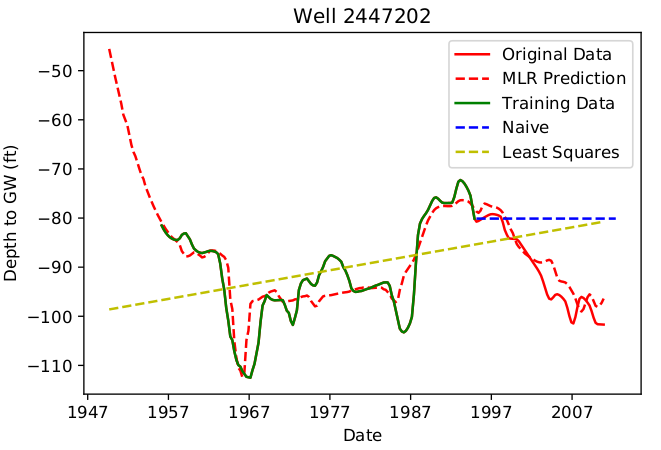 Well 2447202
Original Data
MLR Prediction
Training Data
Naive
Least Squares
Depth to GW (ft)
−50
−60
−70
−80
−90
−100
−110
1947 1957 1967 1977 1987 1997 2007
Date